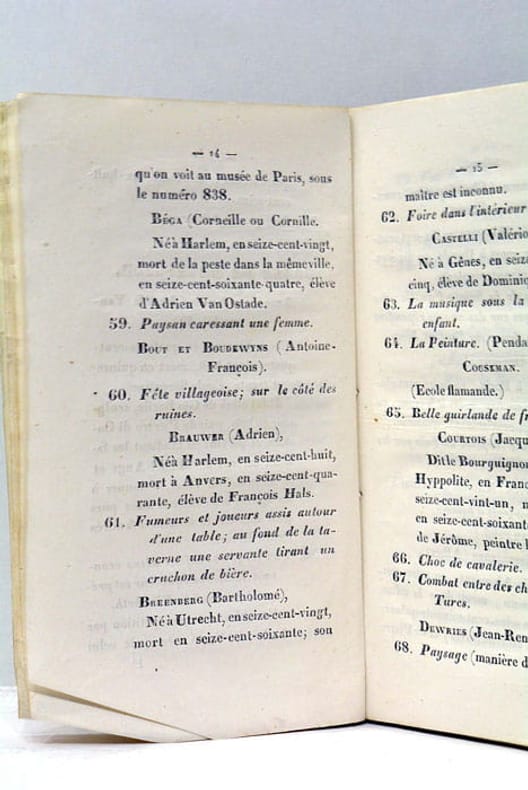 — 14 —
qu'on voit au musée de Paris, sous
le numéro 838.
Béga (Corneille ou Cornille.
Né à Harlem, en seize-cent-vingt,
mort de la peste dans la même ville,
en seize-cent-soixante-quatre, élève
d'Adrien Van Ostade.
59. Paysan caressant une femme.
Bout et Boudewyns (Antoine-
François).
60. Fête villageoise; sur le côté des
ruines.
Brauwer (Adrien),
Né à Harlem, en seize-cent-huit,
mort à Anvers, en seize-cent-qua-
rante, élève de François Hals.
61. Fumeurs et joueurs assis autour
d'une table; au fond de la ta-
verne une servante tirant un
cruchon de bière.
Breenberg (Bartholomé),
Né à Utrecht, en seize-cent-vingt,
mort en seize-cent-soixante; son
— 15 —
maître est inconnu.
62. Foire dans l'intérieur
Castelli (Valério
Né à Gênes, en seize
cinq, élève de Dominic
63. La musique sous la
enfant.
64. La Peinture. (Penda
Couseman.
(Ecole flamande.)
65. Belle guirlande de fr
Courtois (Jacqu
Dit le Bourguignon
Hyppolite, en Franc
seize-cent-vint-un, m
en seize-cent-soixant
de Jérôme, peintre l
66. Choc de cavalerie.
67. Combat entre des ch
Turcs.
Dewries (Jean-Ren
68. Paysage (manière d